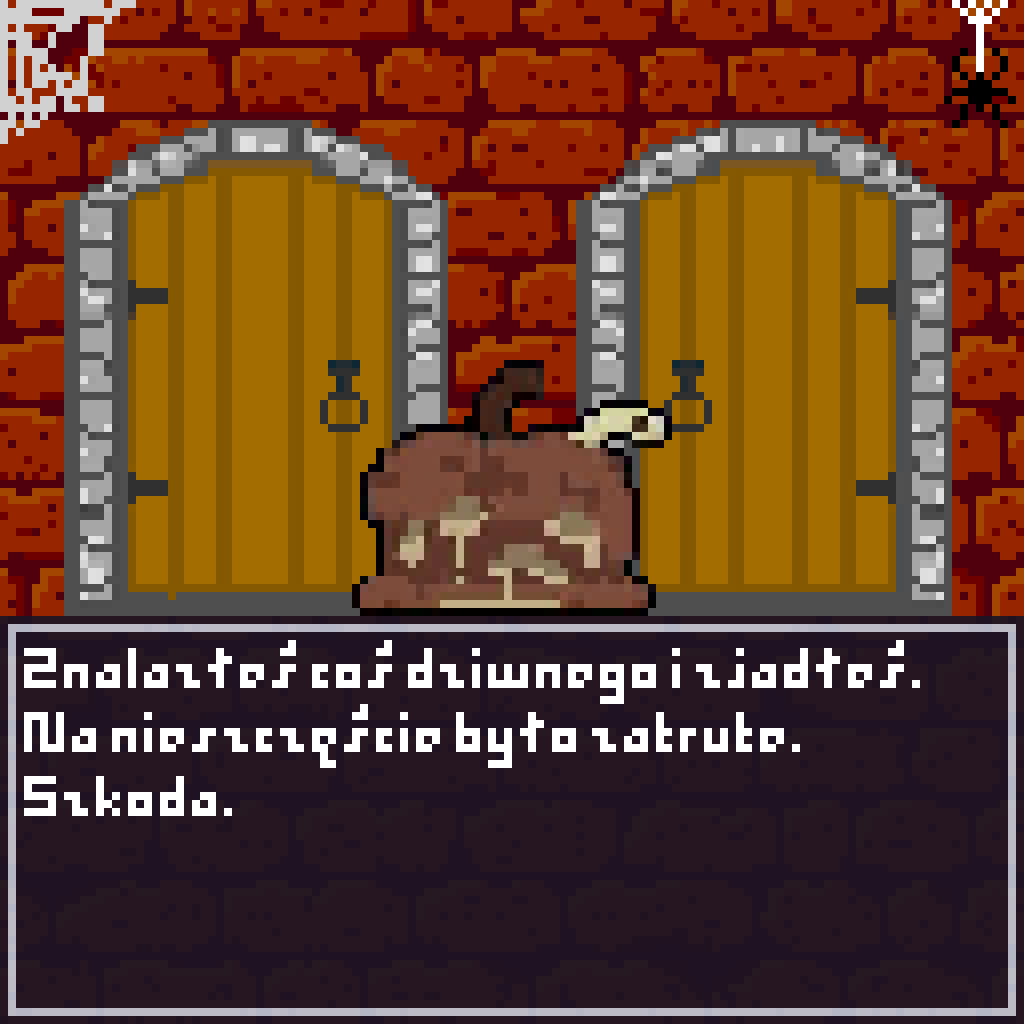 Znalazłeś coś dziwnego i zjadłeś.
Na nieszczęście było zatrute.
Szkoda.